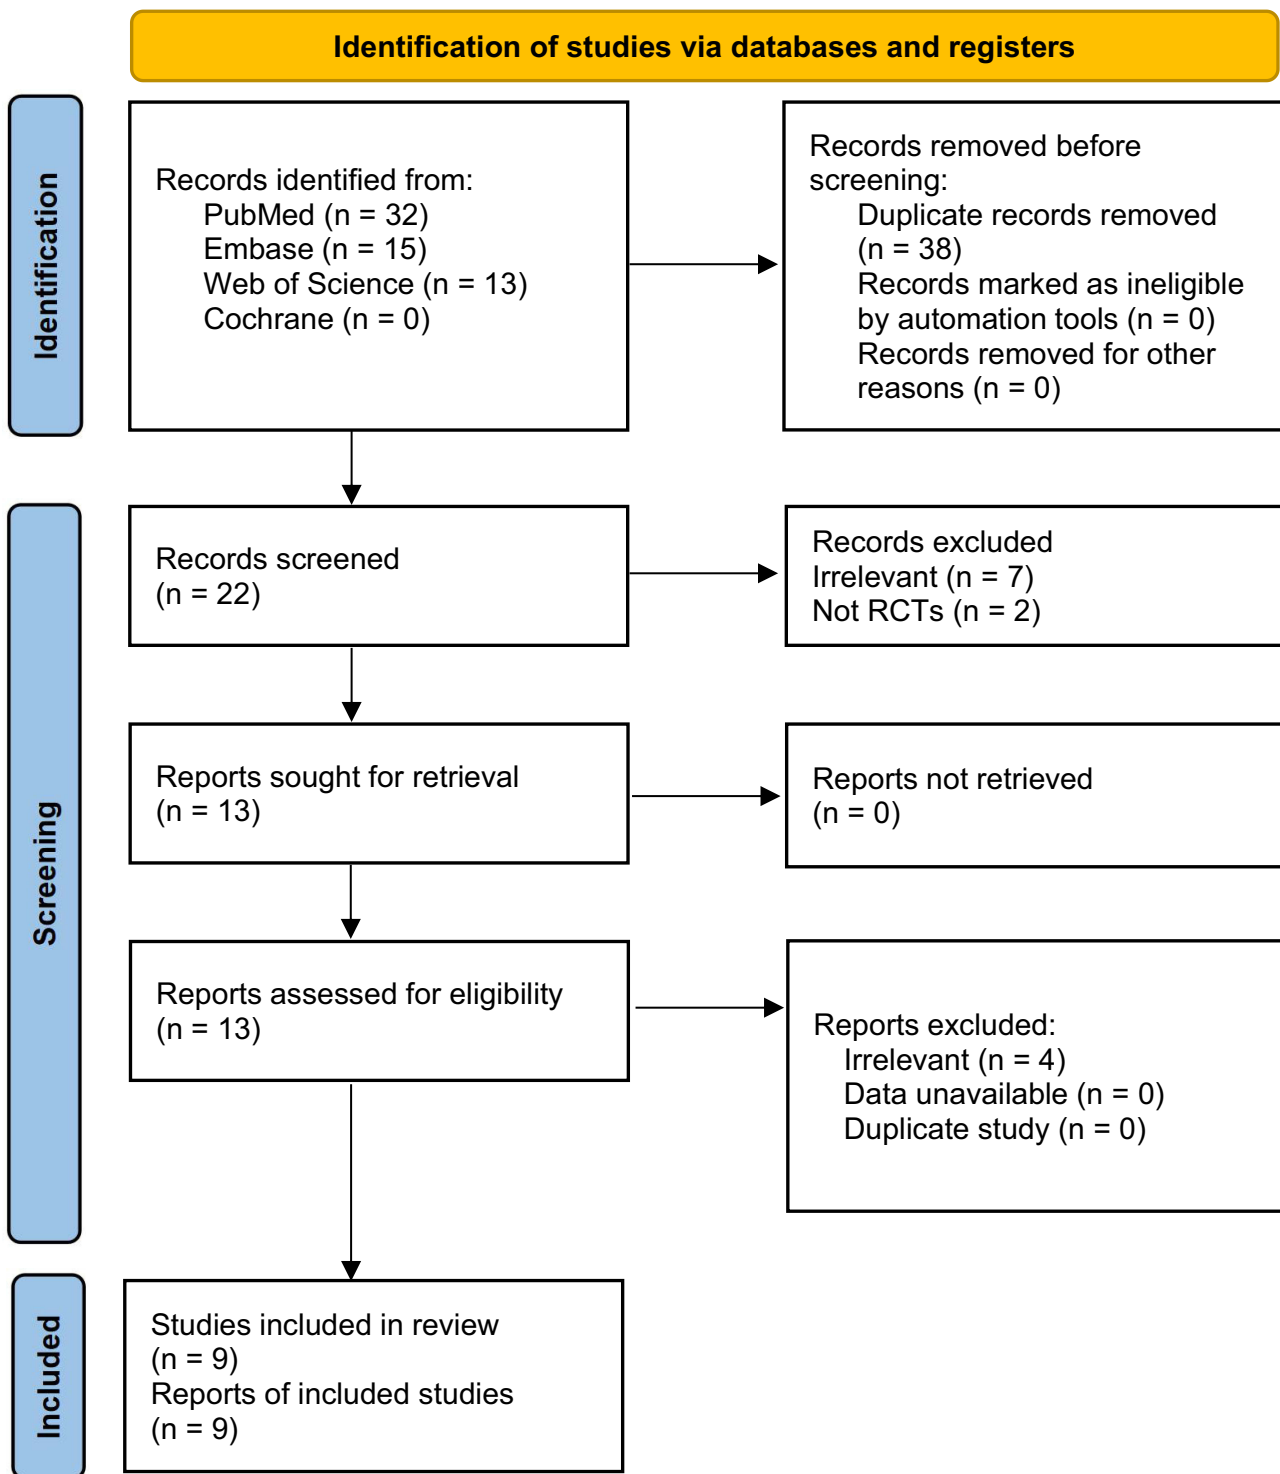 Identification of studies via databases and registers
Identification
Records identified from:
PubMed (n = 32)
Embase (n = 15)
Web of Science (n = 13)
Cochrane (n = 0)
Records removed before
screening:
Duplicate records removed
(n = 38)
Records marked as ineligible
by automation tools (n = 0)
Records removed for other
reasons (n = 0)
Screening
Records screened
(n = 22)
Records excluded
Irrelevant (n = 7)
Not RCTs (n = 2)
Reports sought for retrieval
(n = 13)
Reports not retrieved
(n = 0)
Reports assessed for eligibility
(n = 13)
Reports excluded:
Irrelevant (n = 4)
Data unavailable (n = 0)
Duplicate study (n = 0)
Included
Studies included in review
(n = 9)
Reports of included studies
(n = 9)